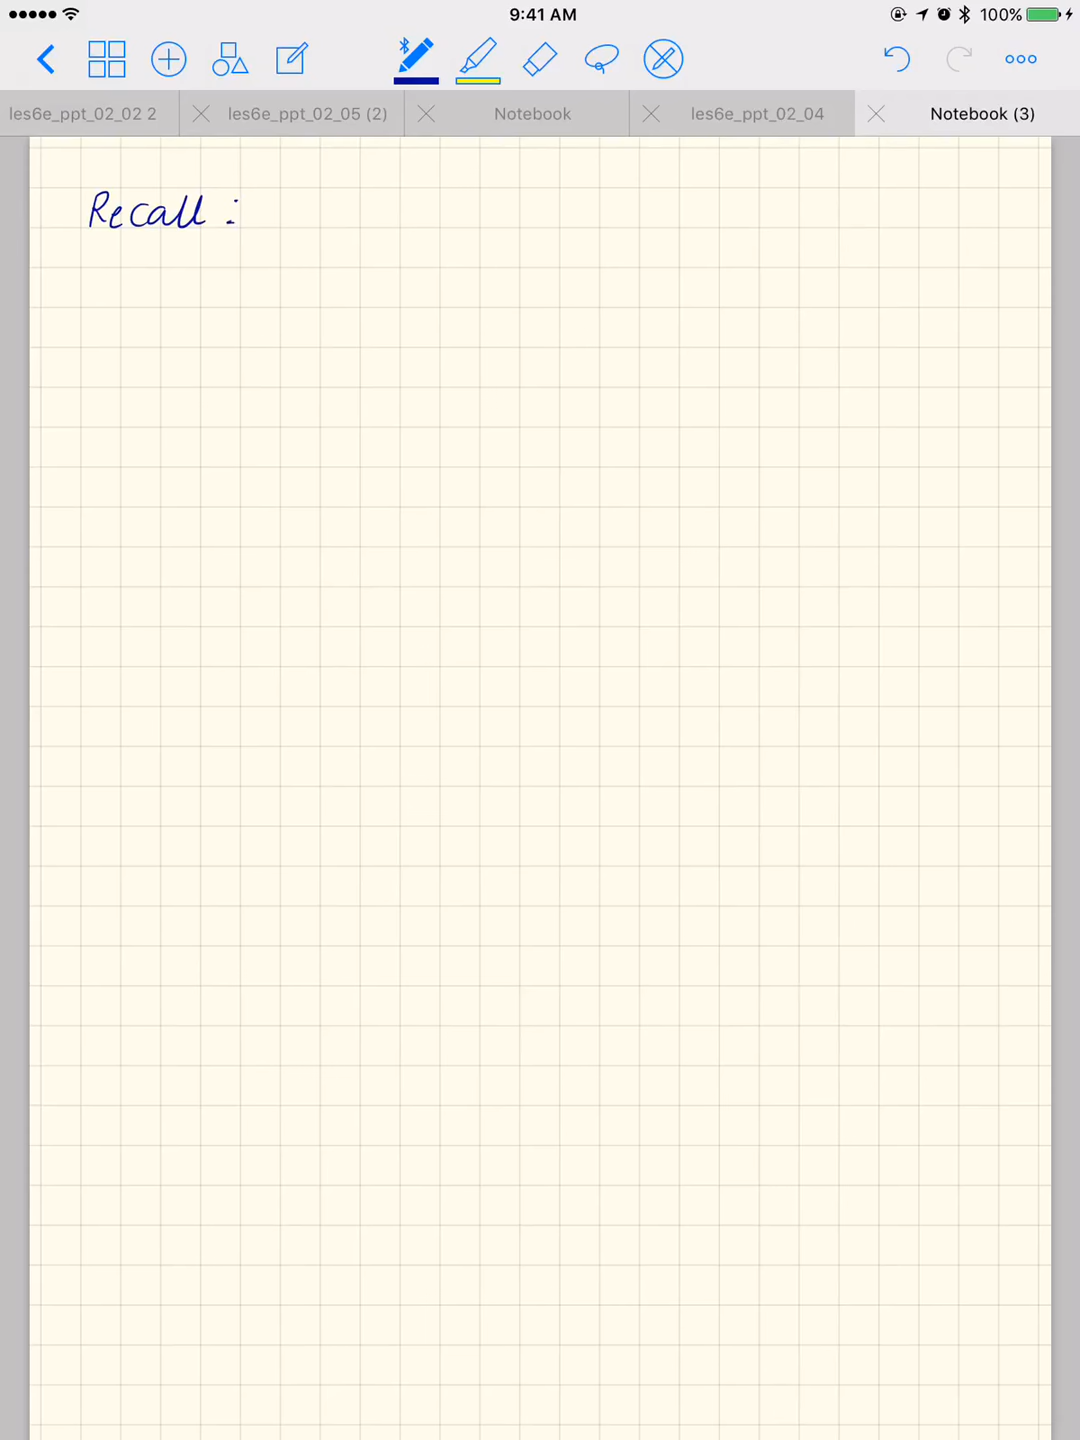 9:41 AM 100%
les6e_ppt_02_02 2 les6e_ppt_02_05 (2) Notebook les6e_ppt_02_04 Notebook (3)
Recall :